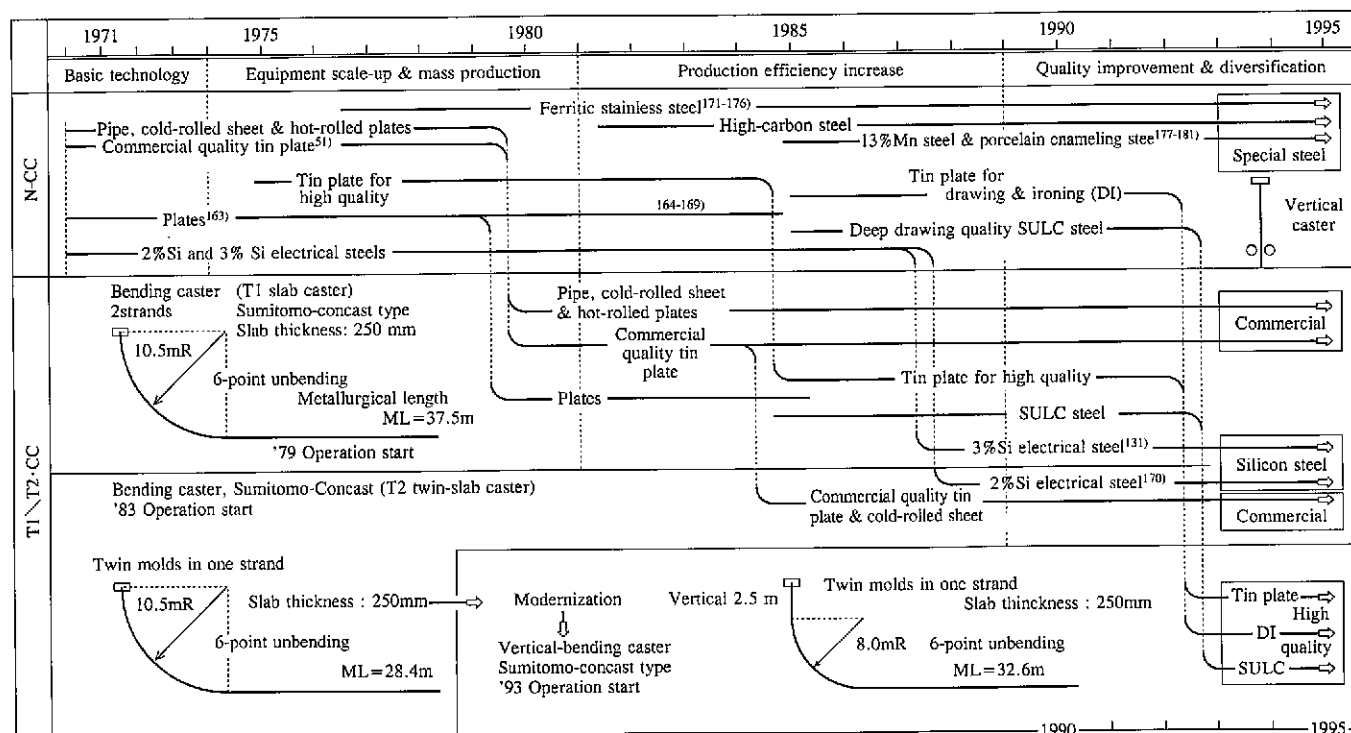 1971 1975 1980 1985 1990 1995
Basic technology Equipment scale-up & mass production Production efficiency increase Quality improvement & diversification
N-CC
Ferritic stainless steel171-176)
Pipe, cold-rolled sheet & hot-rolled plates
High-carbon steel
Commercial quality tin plate51)
13%Mn steel & porcelain enameling stee177-181)
Special steel
Tin plate for
high quality
Tin plate for
drawing & ironing (DI)
Vertical
caster
Plates163)
164-169)
Deep drawing quality SULC steel
2%Si and 3% Si electrical steels
T1\T2·CC
Bending caster (T1 slab caster)
2strands Sumitomo-concast type
Slab thickness: 250 mm
10.5mR
6-point unbending
Metallurgical length
ML=37.5m
'79 Operation start
Pipe, cold-rolled sheet
& hot-rolled plates
Commercial
Commercial
quality tin
plate
Tin plate for high quality
Plates
SULC steel
3%Si electrical steel131)
Silicon steel
2%Si electrical steel170)
Commercial quality tin
plate & cold-rolled sheet
Commercial
Bending caster, Sumitomo-Concast (T2 twin-slab caster)
'83 Operation start
Twin molds in one strand
10.5mR
Slab thickness : 250mm
6-point unbending
ML=28.4m
Modernization
Vertical-bending caster
Sumitomo-concast type
'93 Operation start
Vertical 2.5 m
Twin molds in one strand
Slab thinckness : 250mm
8.0mR
6-point unbending
ML=32.6m
Tin plate
High
DI
quality
SULC
1990 1995